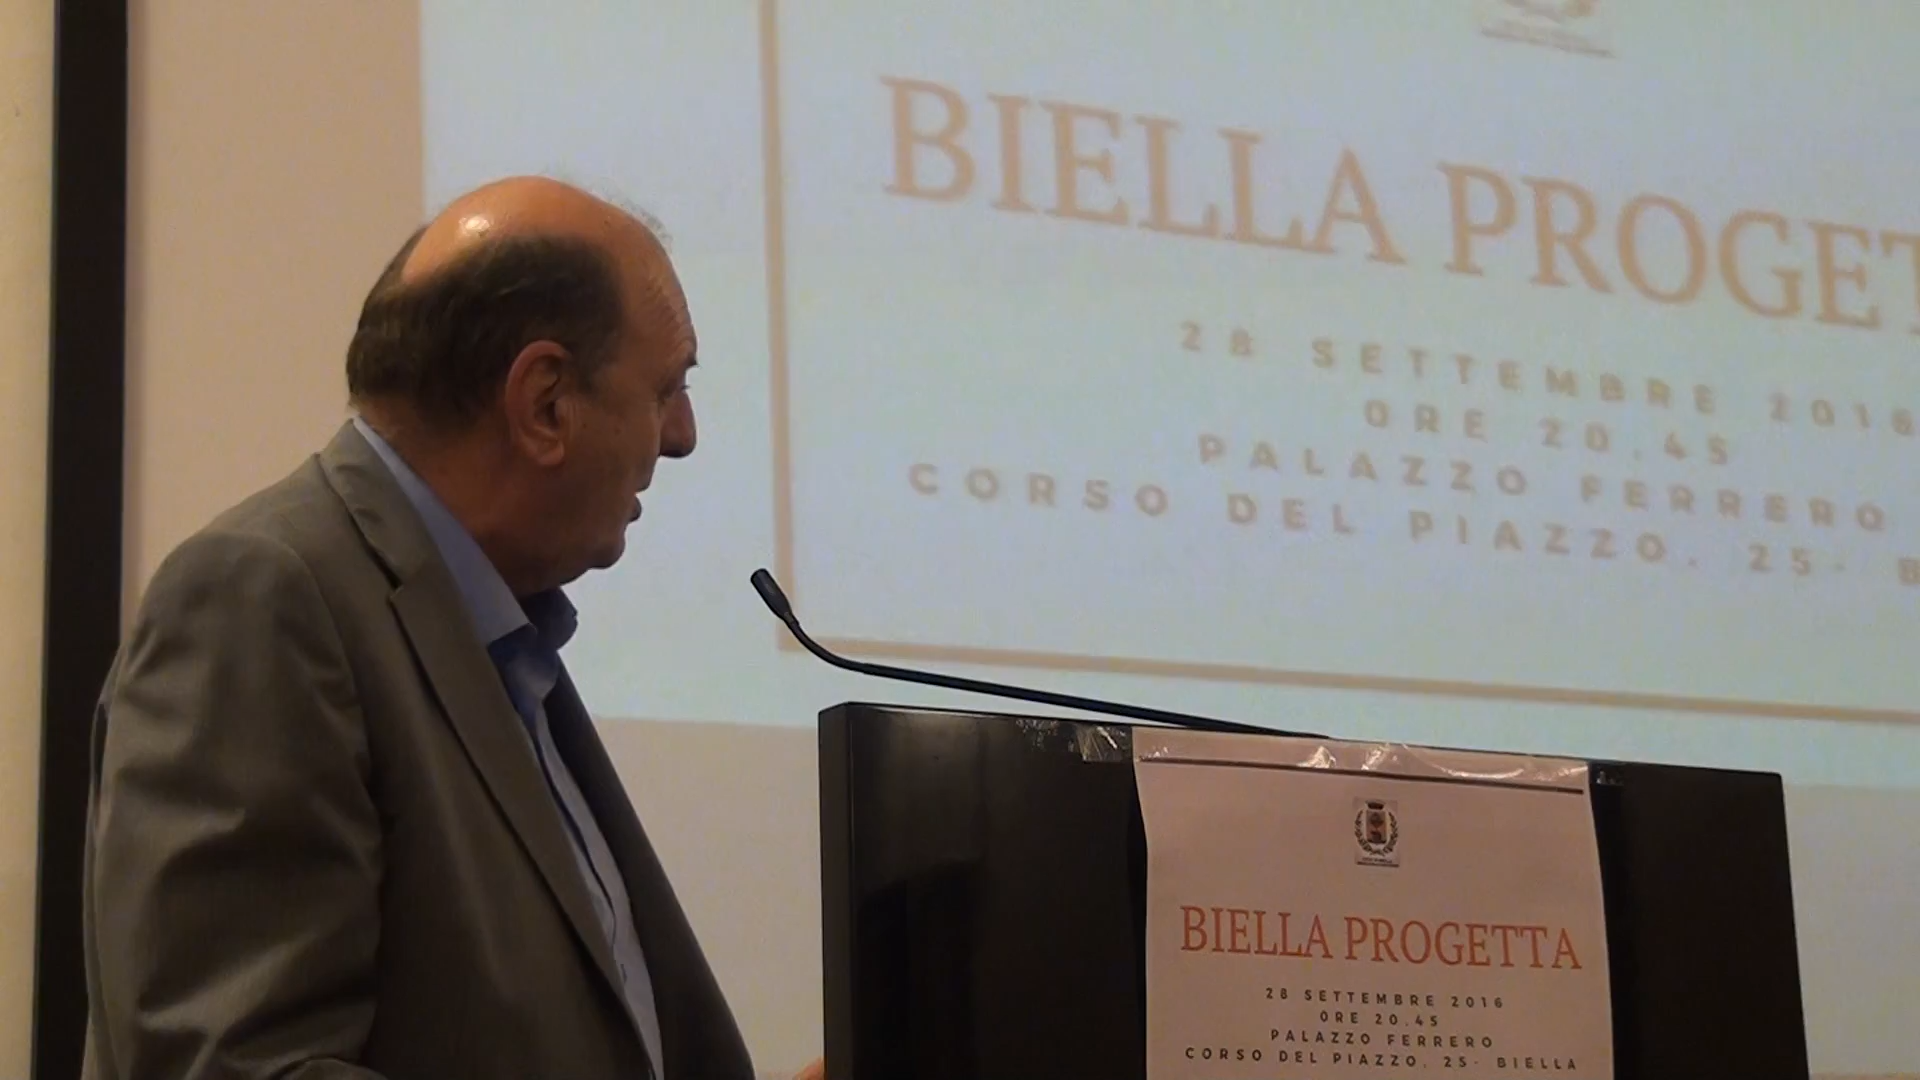 BIELLA PROGET
28 SETTEMBRE 2016
ORE 20.45
PALAZZO FERRERO
CORSO DEL PIAZZO, 25- B
BIELLA PROGETTA
28 SETTEMBRE 2016
ORE 20.45
PALAZZO FERRERO
CORSO DEL PIAZZO, 25- BIELLA